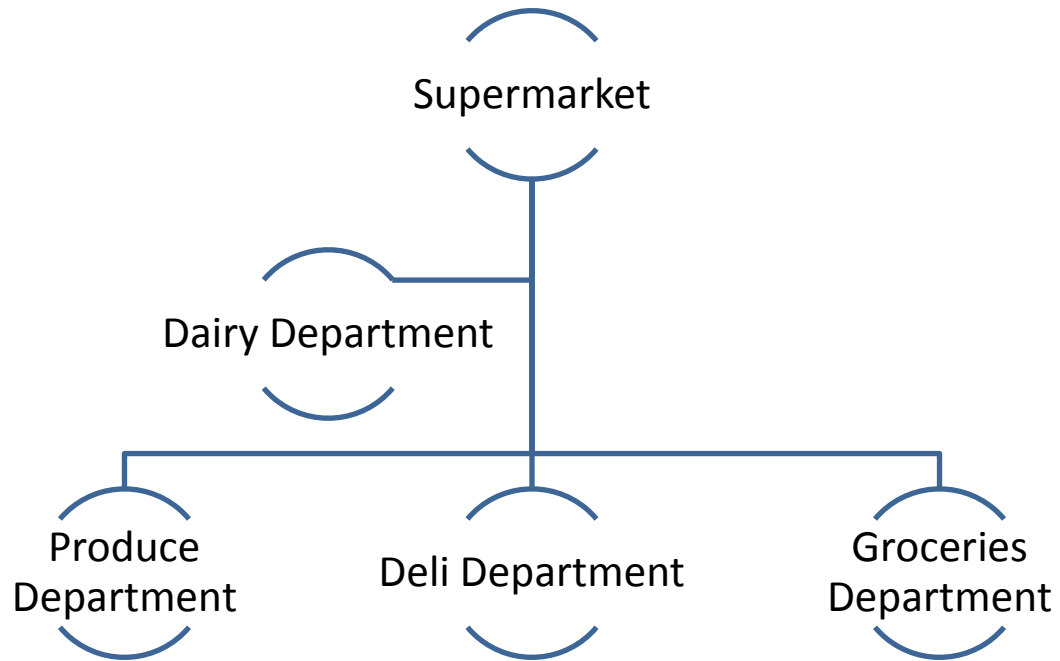 Supermarket
Dairy Department
Produce
Department
Deli Department
Groceries
Department